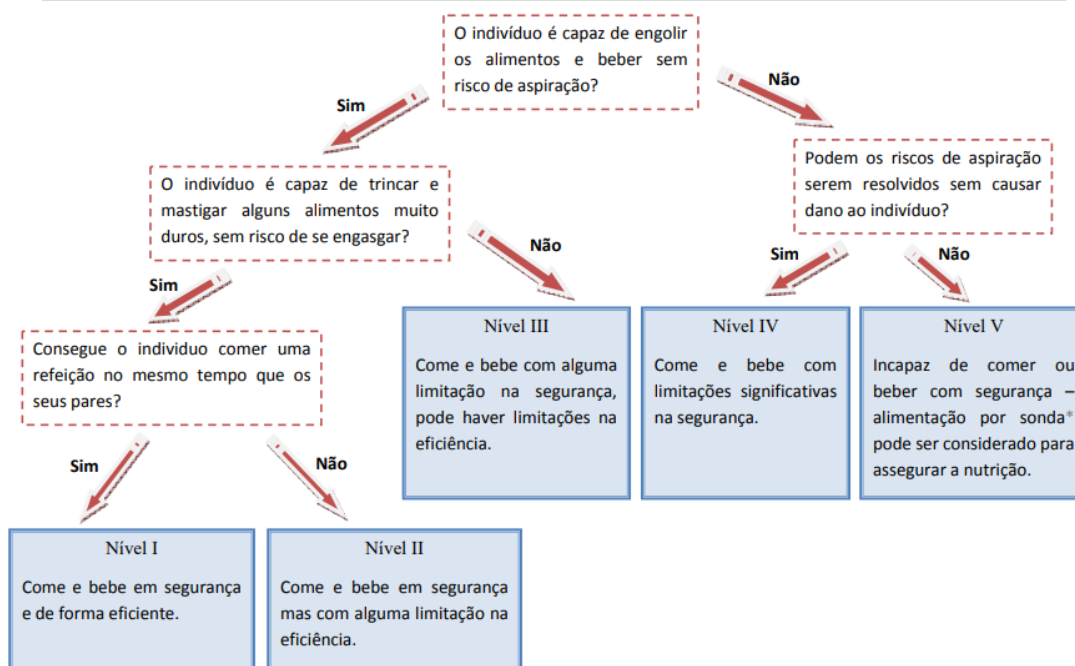 O indivíduo é capaz de engolir
os alimentos e beber sem
risco de aspiração?
Sim
Não
O indivíduo é capaz de trincar e
mastigar alguns alimentos muito
duros, sem risco de se engasgar?
Podem os riscos de aspiração
serem resolvidos sem causar
dano ao indivíduo?
Sim
Não
Sim
Não
Consegue o individuo comer uma
refeição no mesmo tempo que os
seus pares?
Nível III
Come e bebe com alguma
limitação na segurança,
pode haver limitações na
eficiência.
Nível IV
Come e bebe com
limitações significativas
na segurança.
Nível V
Incapaz de comer ou
beber com segurança –
alimentação por sonda*
pode ser considerado para
assegurar a nutrição.
Sim
Não
Nível I
Come e bebe em segurança
e de forma eficiente.
Nível II
Come e bebe em segurança
mas com alguma limitação na
eficiência.